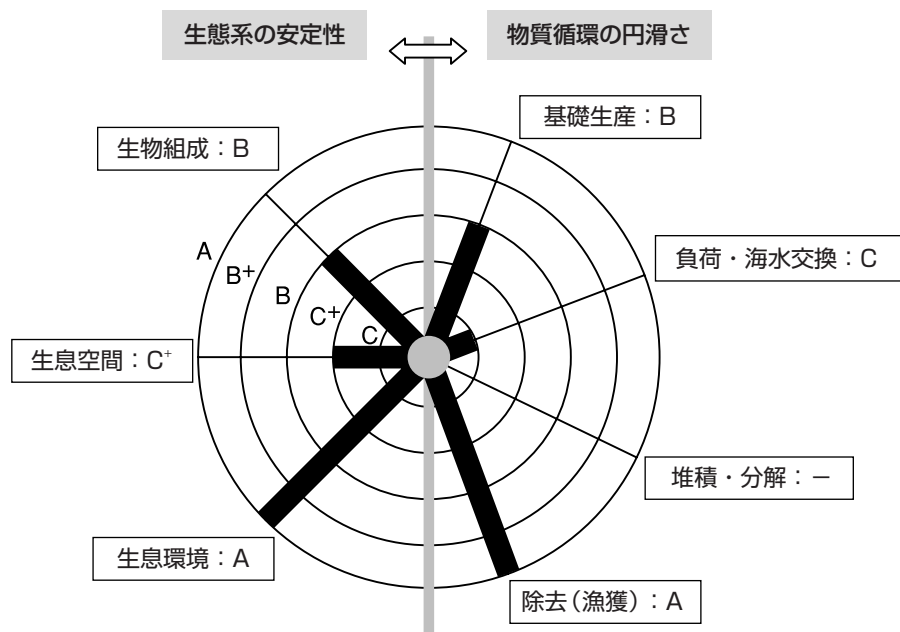 生態系の安定性
物質循環の円滑さ
基礎生産：B
生物組成：B
負荷・海水交換：C
A
B+
B
C+
C
生息空間：C+
堆積・分解：－
生息環境：A
除去（漁獲）：A